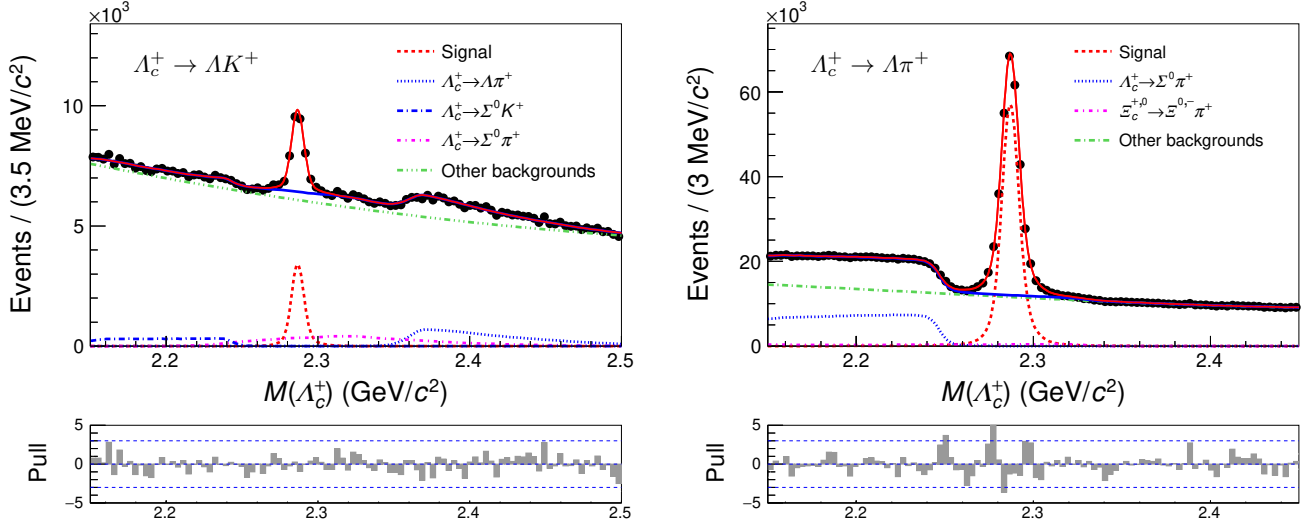 ×10³
Λc⁺ → ΛK⁺
Signal
Λc⁺→Λπ⁺
Λc⁺→Σ⁰K⁺
Λc⁺→Σ⁰π⁺
Other backgrounds
Events / (3.5 MeV/c²)
10
5
0
2.2 2.3 2.4 2.5
M(Λc⁺) (GeV/c²)
Pull
5
0
−5
2.2 2.3 2.4 2.5
×10³
Λc⁺ → Λπ⁺
Signal
Λc⁺→Σ⁰π⁺
Ξc⁺,⁰→Ξ⁰,⁻π⁺
Other backgrounds
Events / (3 MeV/c²)
60
40
20
0
2.2 2.3 2.4
M(Λc⁺) (GeV/c²)
Pull
5
0
−5
2.2 2.3 2.4